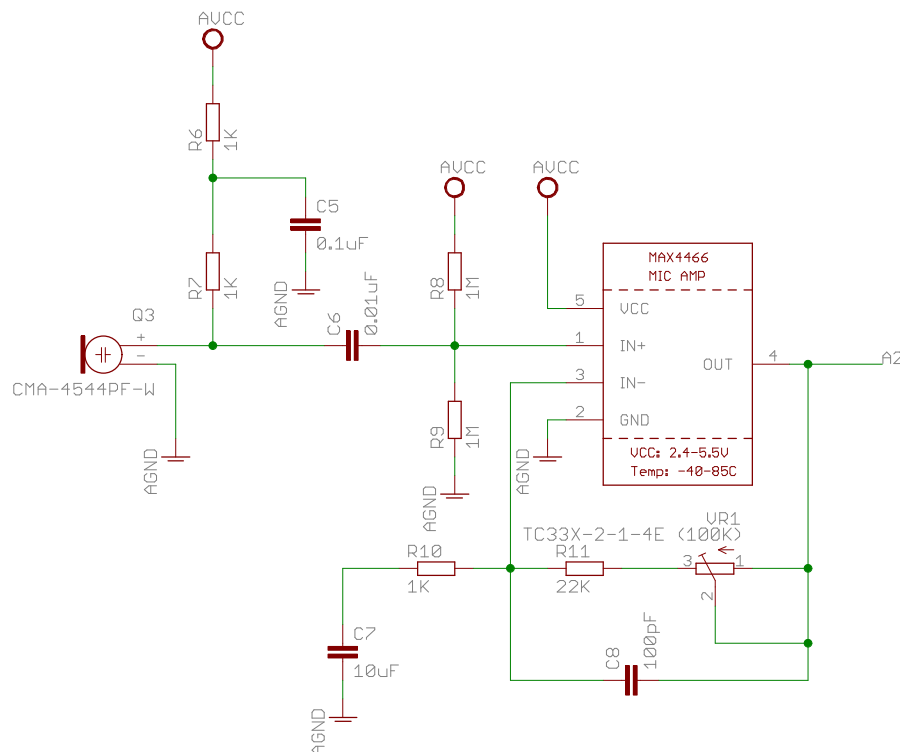 AVCC
R6
1K
C5
0.1uF
AGND
R7
1K
Q3
+
-
CMA-4544PF-W
AGND
C6
0.01uF
AVCC
R8
1M
R9
1M
AGND
AVCC
MAX4466
MIC AMP
5
VCC
1
IN+
3
IN-
2
GND
OUT
4
A2
VCC: 2.4-5.5V
Temp: -40-85C
AGND
VR1
TC33X-2-1-4E (100K)
R10
1K
R11
22K
3
1
2
C7
10uF
AGND
C8
100pF